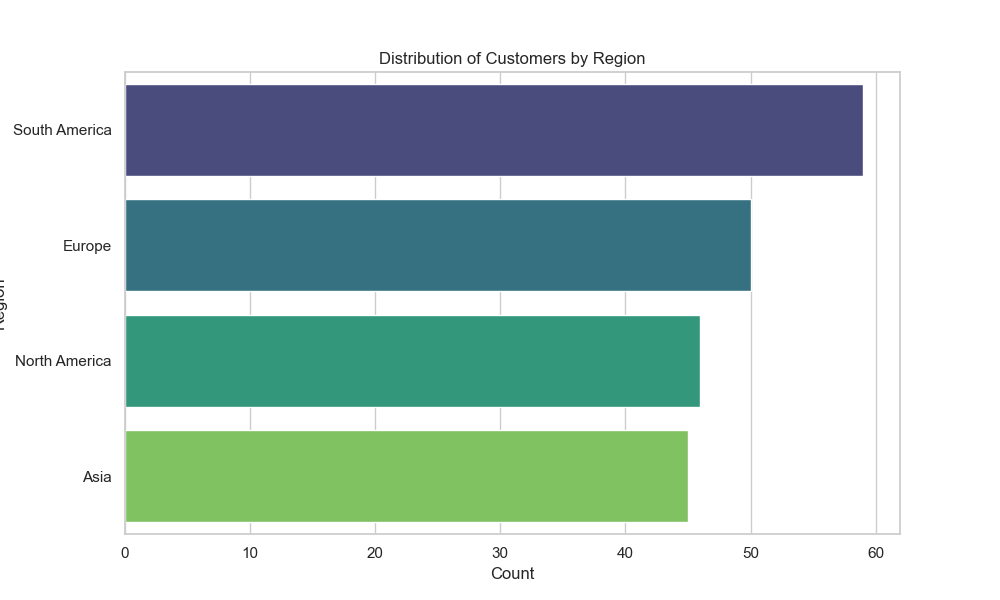 Distribution of Customers by Region
South America
Europe
North America
Asia
Region
0 10 20 30 40 50 60
Count